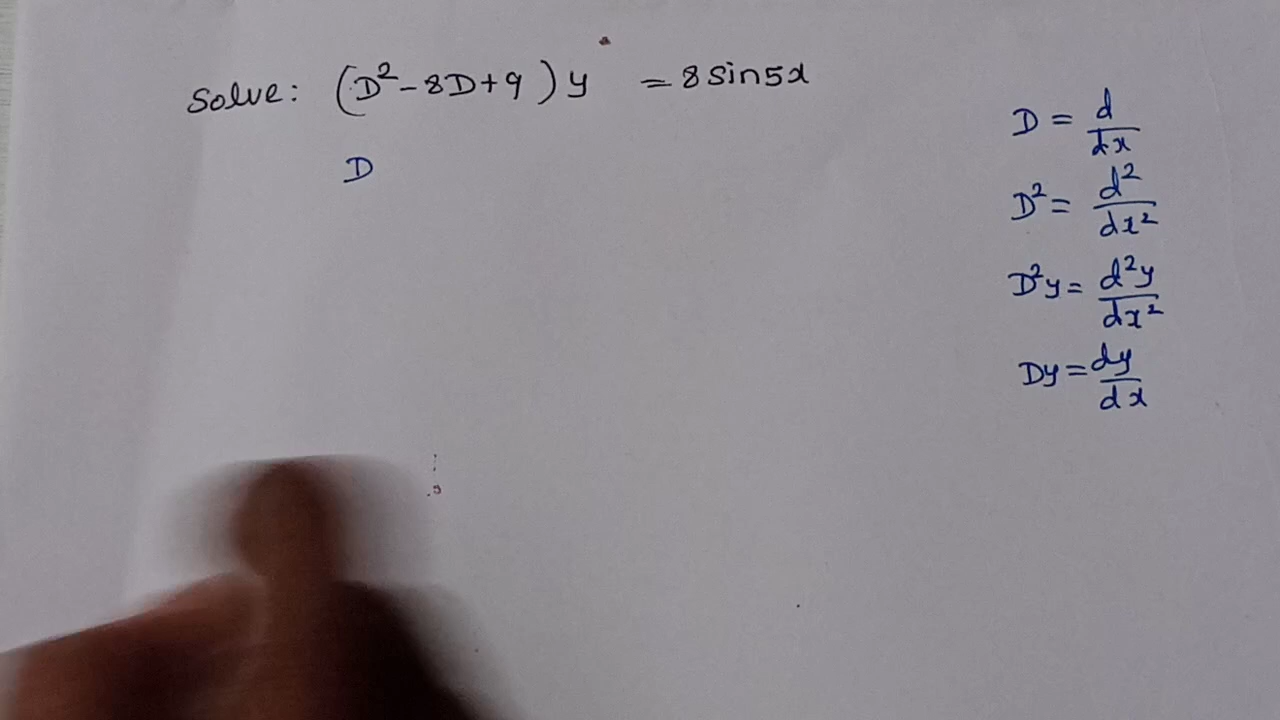 Solve: (D² - 8D + 9) y = 8 sin5x
D
D = d/dx
D² = d²/dx²
D²y = d²y/dx²
Dy = dy/dx